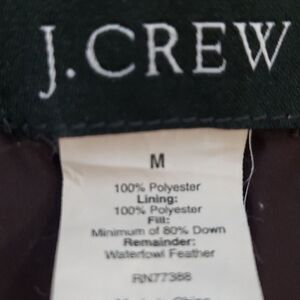 J.CREW
M
100% Polyester
Lining:
100% Polyester
Fill:
Minimum of 80% Down
Remainder:
Waterfowl Feather
RN77388